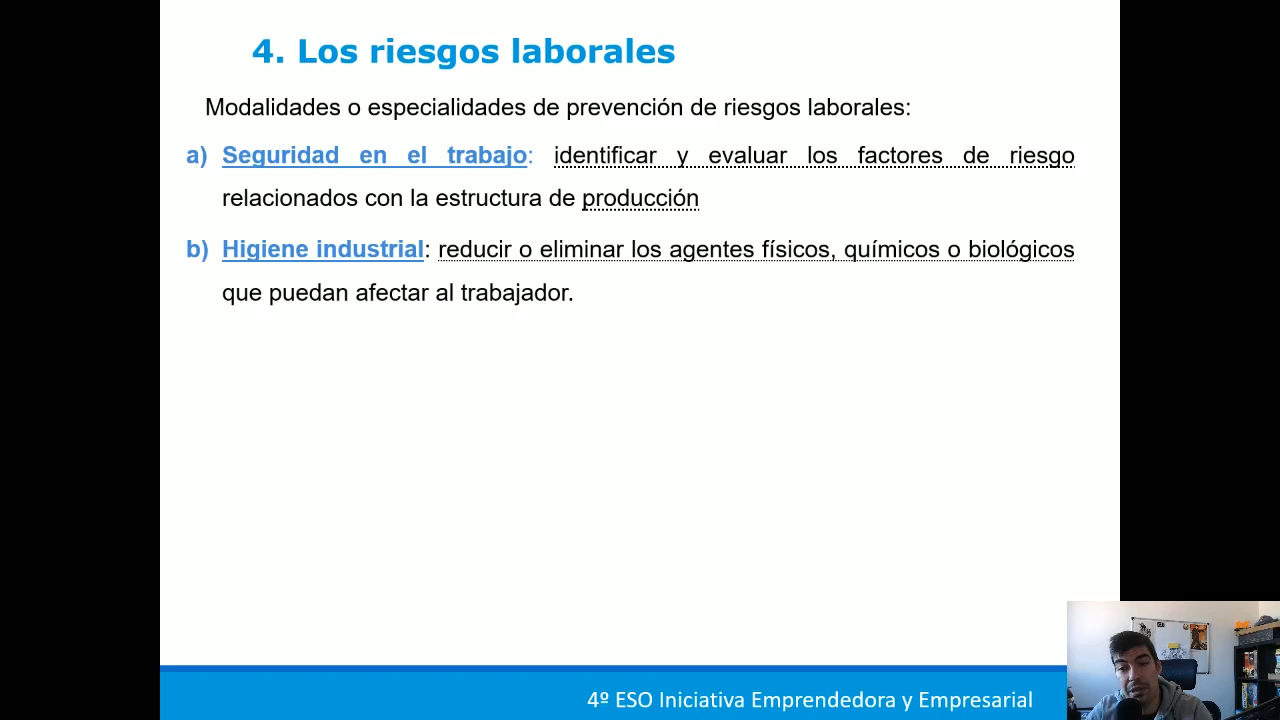 4. Los riesgos laborales
Modalidades o especialidades de prevención de riesgos laborales:
a) Seguridad en el trabajo: identificar y evaluar los factores de riesgo
relacionados con la estructura de producción
b) Higiene industrial: reducir o eliminar los agentes físicos, químicos o biológicos
que puedan afectar al trabajador.
4º ESO Iniciativa Emprendedora y Empresarial